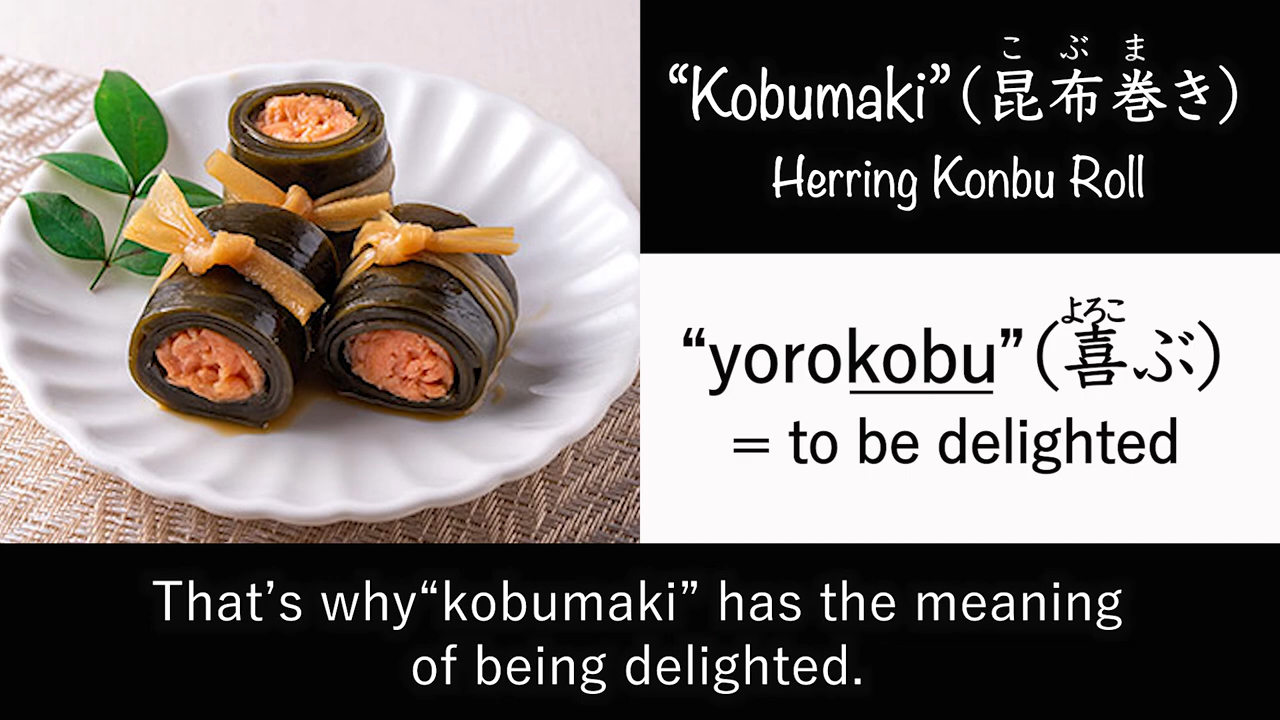 こぶま
“Kobumaki”(昆布巻き)
Herring Konbu Roll
よろこ
“yorokobu”(喜ぶ)
= to be delighted
That’s why“kobumaki” has the meaning
of being delighted.